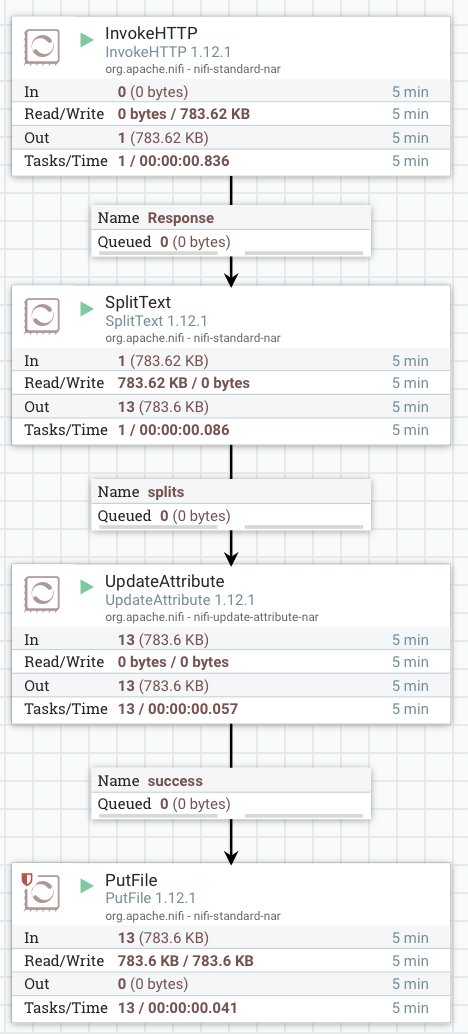 InvokeHTTP
InvokeHTTP 1.12.1
org.apache.nifi - nifi-standard-nar
In 0 (0 bytes) 5 min
Read/Write 0 bytes / 783.62 KB 5 min
Out 1 (783.62 KB) 5 min
Tasks/Time 1 / 00:00:00.836 5 min
Name Response
Queued 0 (0 bytes)
SplitText
SplitText 1.12.1
org.apache.nifi - nifi-standard-nar
In 1 (783.62 KB) 5 min
Read/Write 783.62 KB / 0 bytes 5 min
Out 13 (783.6 KB) 5 min
Tasks/Time 1 / 00:00:00.086 5 min
Name splits
Queued 0 (0 bytes)
UpdateAttribute
UpdateAttribute 1.12.1
org.apache.nifi - nifi-update-attribute-nar
In 13 (783.6 KB) 5 min
Read/Write 0 bytes / 0 bytes 5 min
Out 13 (783.6 KB) 5 min
Tasks/Time 13 / 00:00:00.057 5 min
Name success
Queued 0 (0 bytes)
PutFile
PutFile 1.12.1
org.apache.nifi - nifi-standard-nar
In 13 (783.6 KB) 5 min
Read/Write 783.6 KB / 783.6 KB 5 min
Out 0 (0 bytes) 5 min
Tasks/Time 13 / 00:00:00.041 5 min